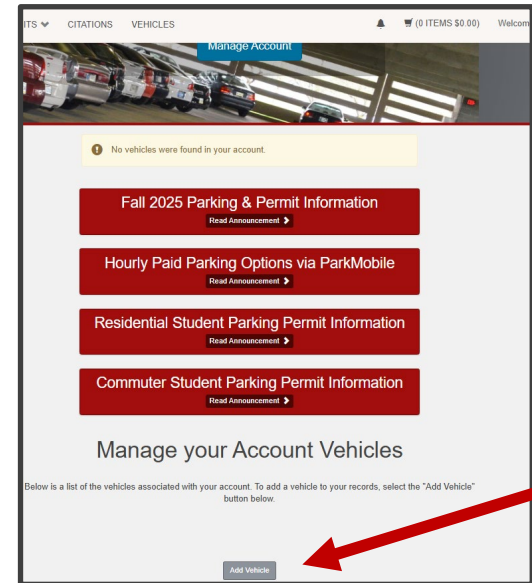 CITATIONS VEHICLES (0 ITEMS $0.00)
Manage Account
No vehicles were found in your account.
Fall 2025 Parking & Permit Information
Read Announcement
Hourly Paid Parking Options via ParkMobile
Read Announcement
Residential Student Parking Permit Information
Read Announcement
Commuter Student Parking Permit Information
Read Announcement
Manage your Account Vehicles
Below is a list of the vehicles associated with your account. To add a vehicle to your records, select the "Add Vehicle"
button below.
Add Vehicle